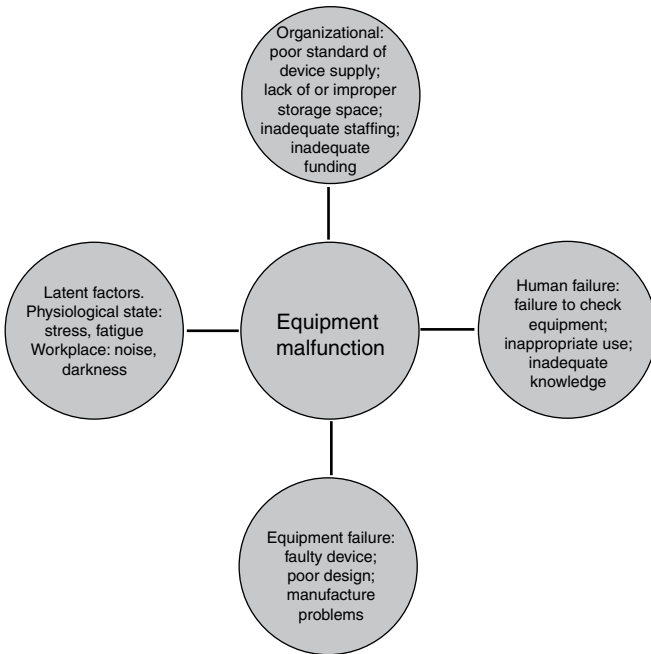 Organizational:
poor standard of
device supply;
lack of or improper
storage space;
inadequate staffing;
inadequate
funding
Latent factors.
Physiological state:
stress, fatigue
Workplace: noise,
darkness
Equipment
malfunction
Human failure:
failure to check
equipment;
inappropriate use;
inadequate
knowledge
Equipment failure:
faulty device;
poor design;
manufacture
problems